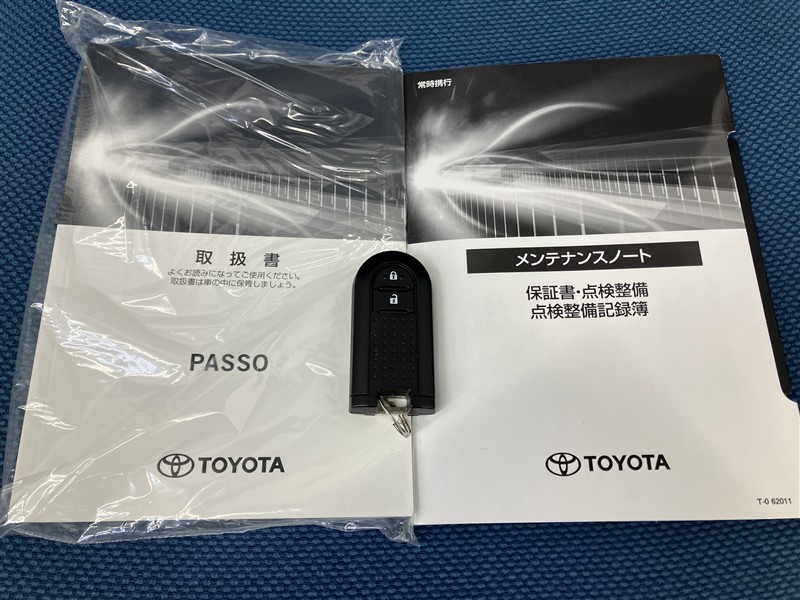 取扱書
よくお読みになってご使用ください。
取扱書は車の中に保険しましょう。
PASSO
TOYOTA
常時携行
メンテナンスノート
保証書・点検整備
点検整備記録簿
TOYOTA
T-0 62011